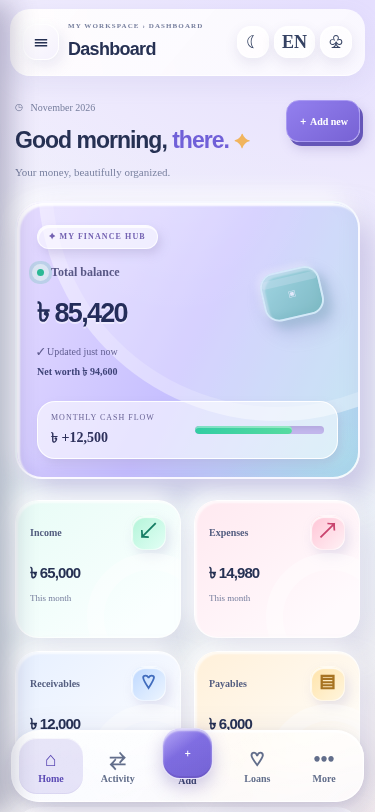 MY WORKSPACE › DASHBOARD
Dashboard
EN
November 2026
Good morning, there.
Your money, beautifully organized.
+ Add new
MY FINANCE HUB
Total balance
৳ 85,420
✓ Updated just now
Net worth ৳ 94,600
MONTHLY CASH FLOW
৳ +12,500
Income
৳ 65,000
This month
Expenses
৳ 14,980
This month
Receivables
৳ 12,000
Payables
৳ 6,000
Home
Activity
+
Add
Loans
More